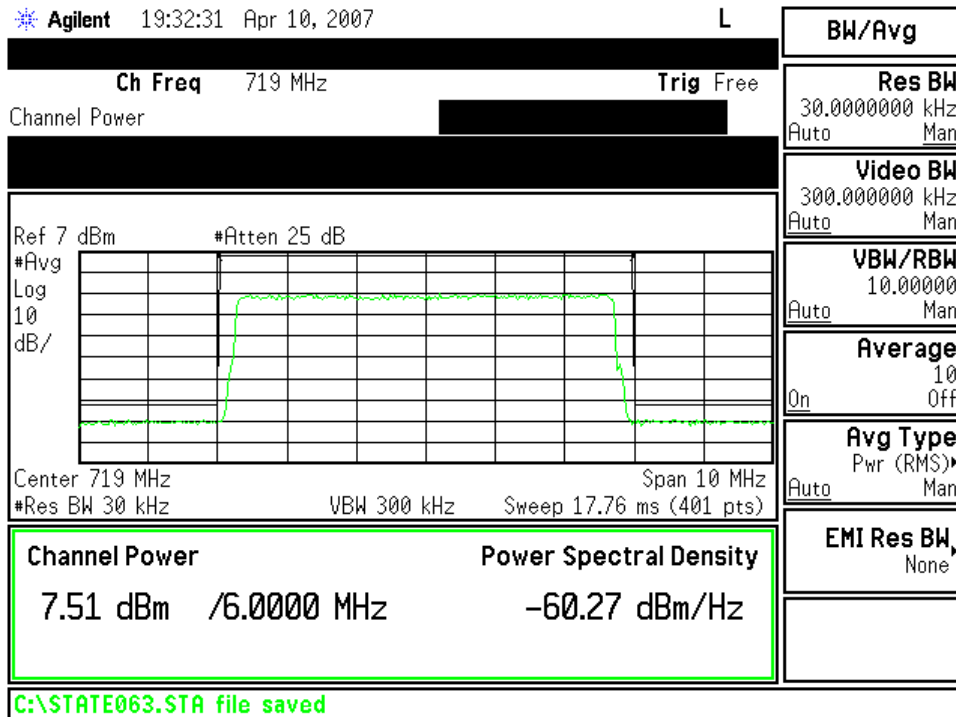 Agilent 19:32:31 Apr 10, 2007 L
Ch Freq 719 MHz Trig Free
Channel Power
Ref 7 dBm #Atten 25 dB
#Avg
Log
10
dB/
Center 719 MHz Span 10 MHz
#Res BW 30 kHz VBW 300 kHz Sweep 17.76 ms (401 pts)
Channel Power Power Spectral Density
7.51 dBm /6.0000 MHz -60.27 dBm/Hz
C:\STATE063.STA file saved
BW/Avg
Res BW
30.0000000 kHz
Auto Man
Video BW
300.000000 kHz
Auto Man
VBW/RBW
10.00000
Auto Man
Average
10
On Off
Avg Type
Pwr (RMS)
Auto Man
EMI Res BW
None